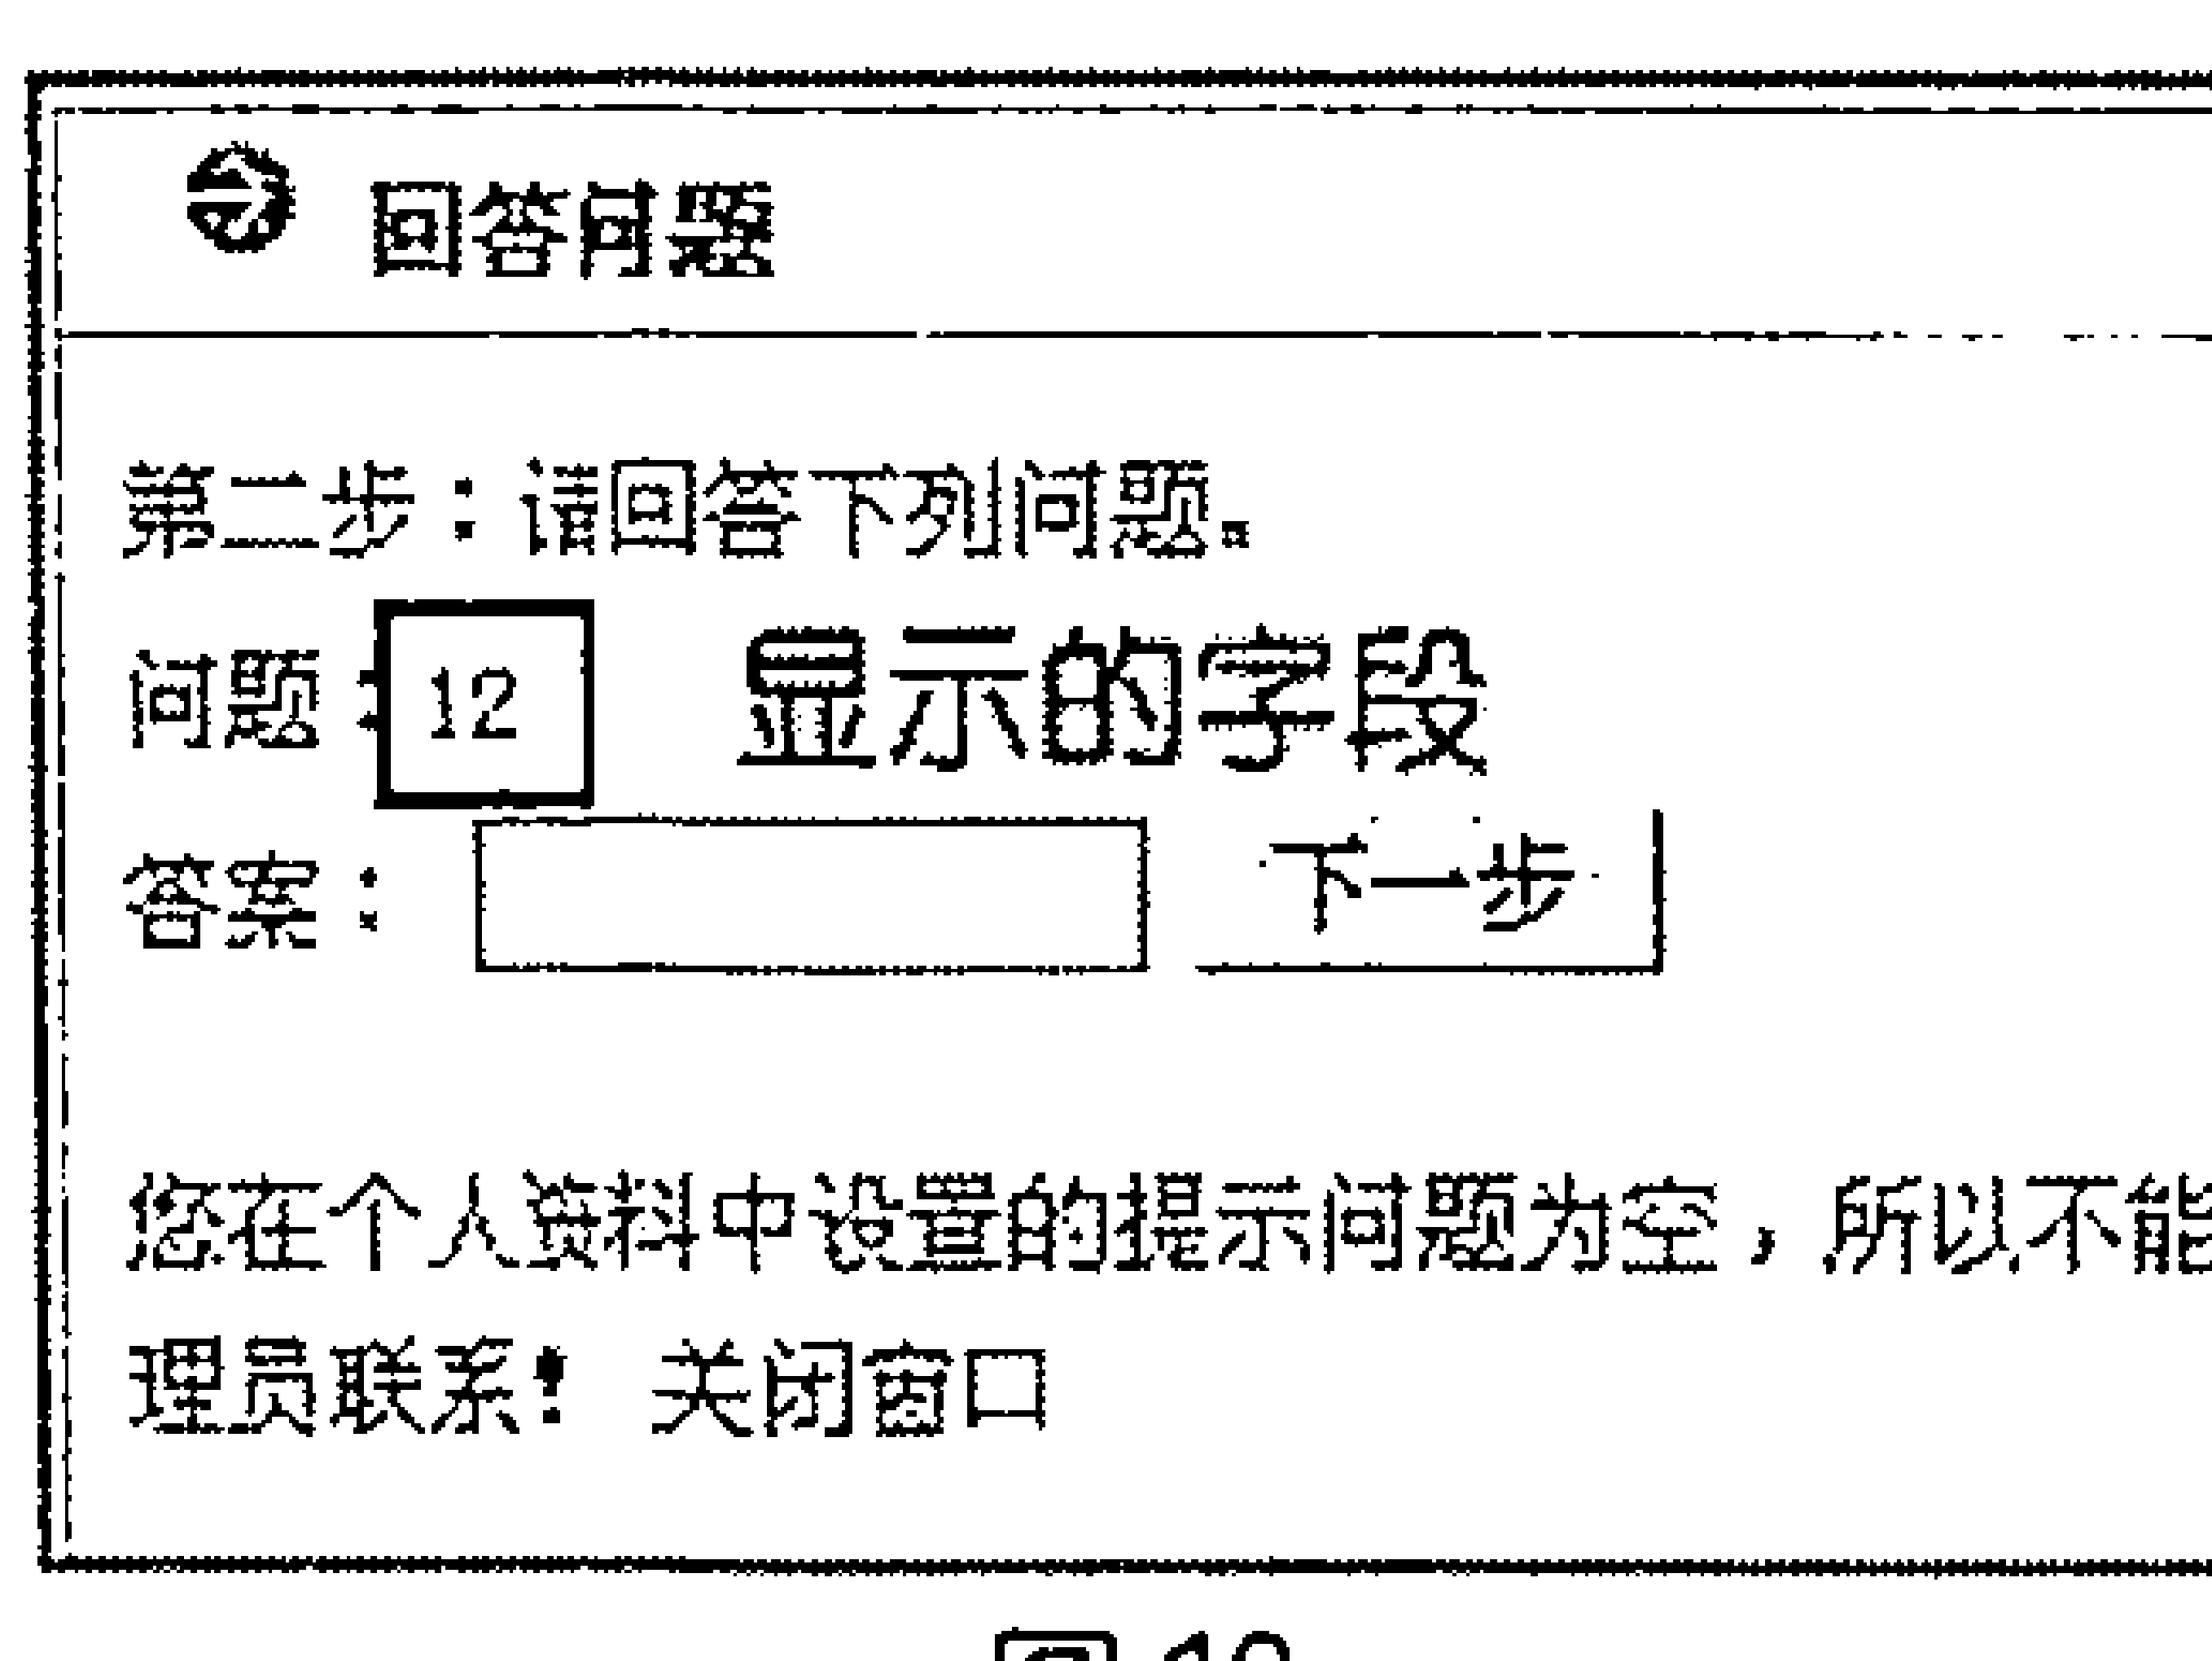 回答问题
第二步：请回答下列问题。
问题：12 显示的字段
答案： 下一步
您在个人资料中设置的提示问题为空，所以不能
理员联系！ 关闭窗口